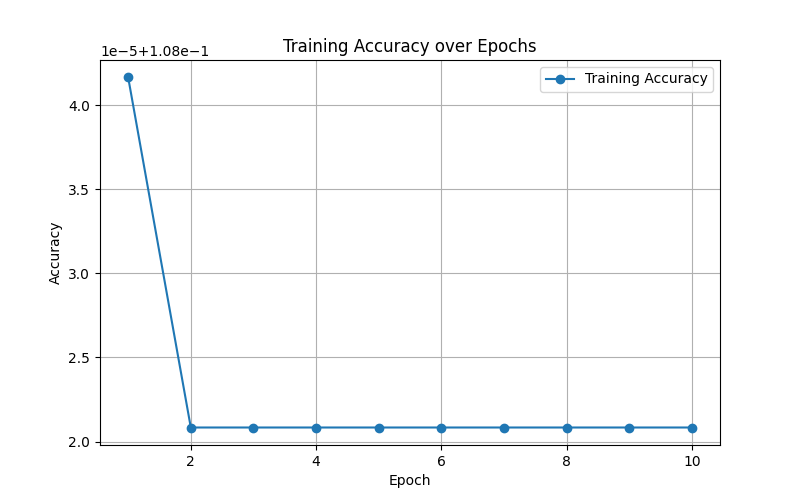 Training Accuracy over Epochs
1e−5+1.08e−1
Training Accuracy
4.0
3.5
3.0
2.5
2.0
Accuracy
2 4 6 8 10
Epoch